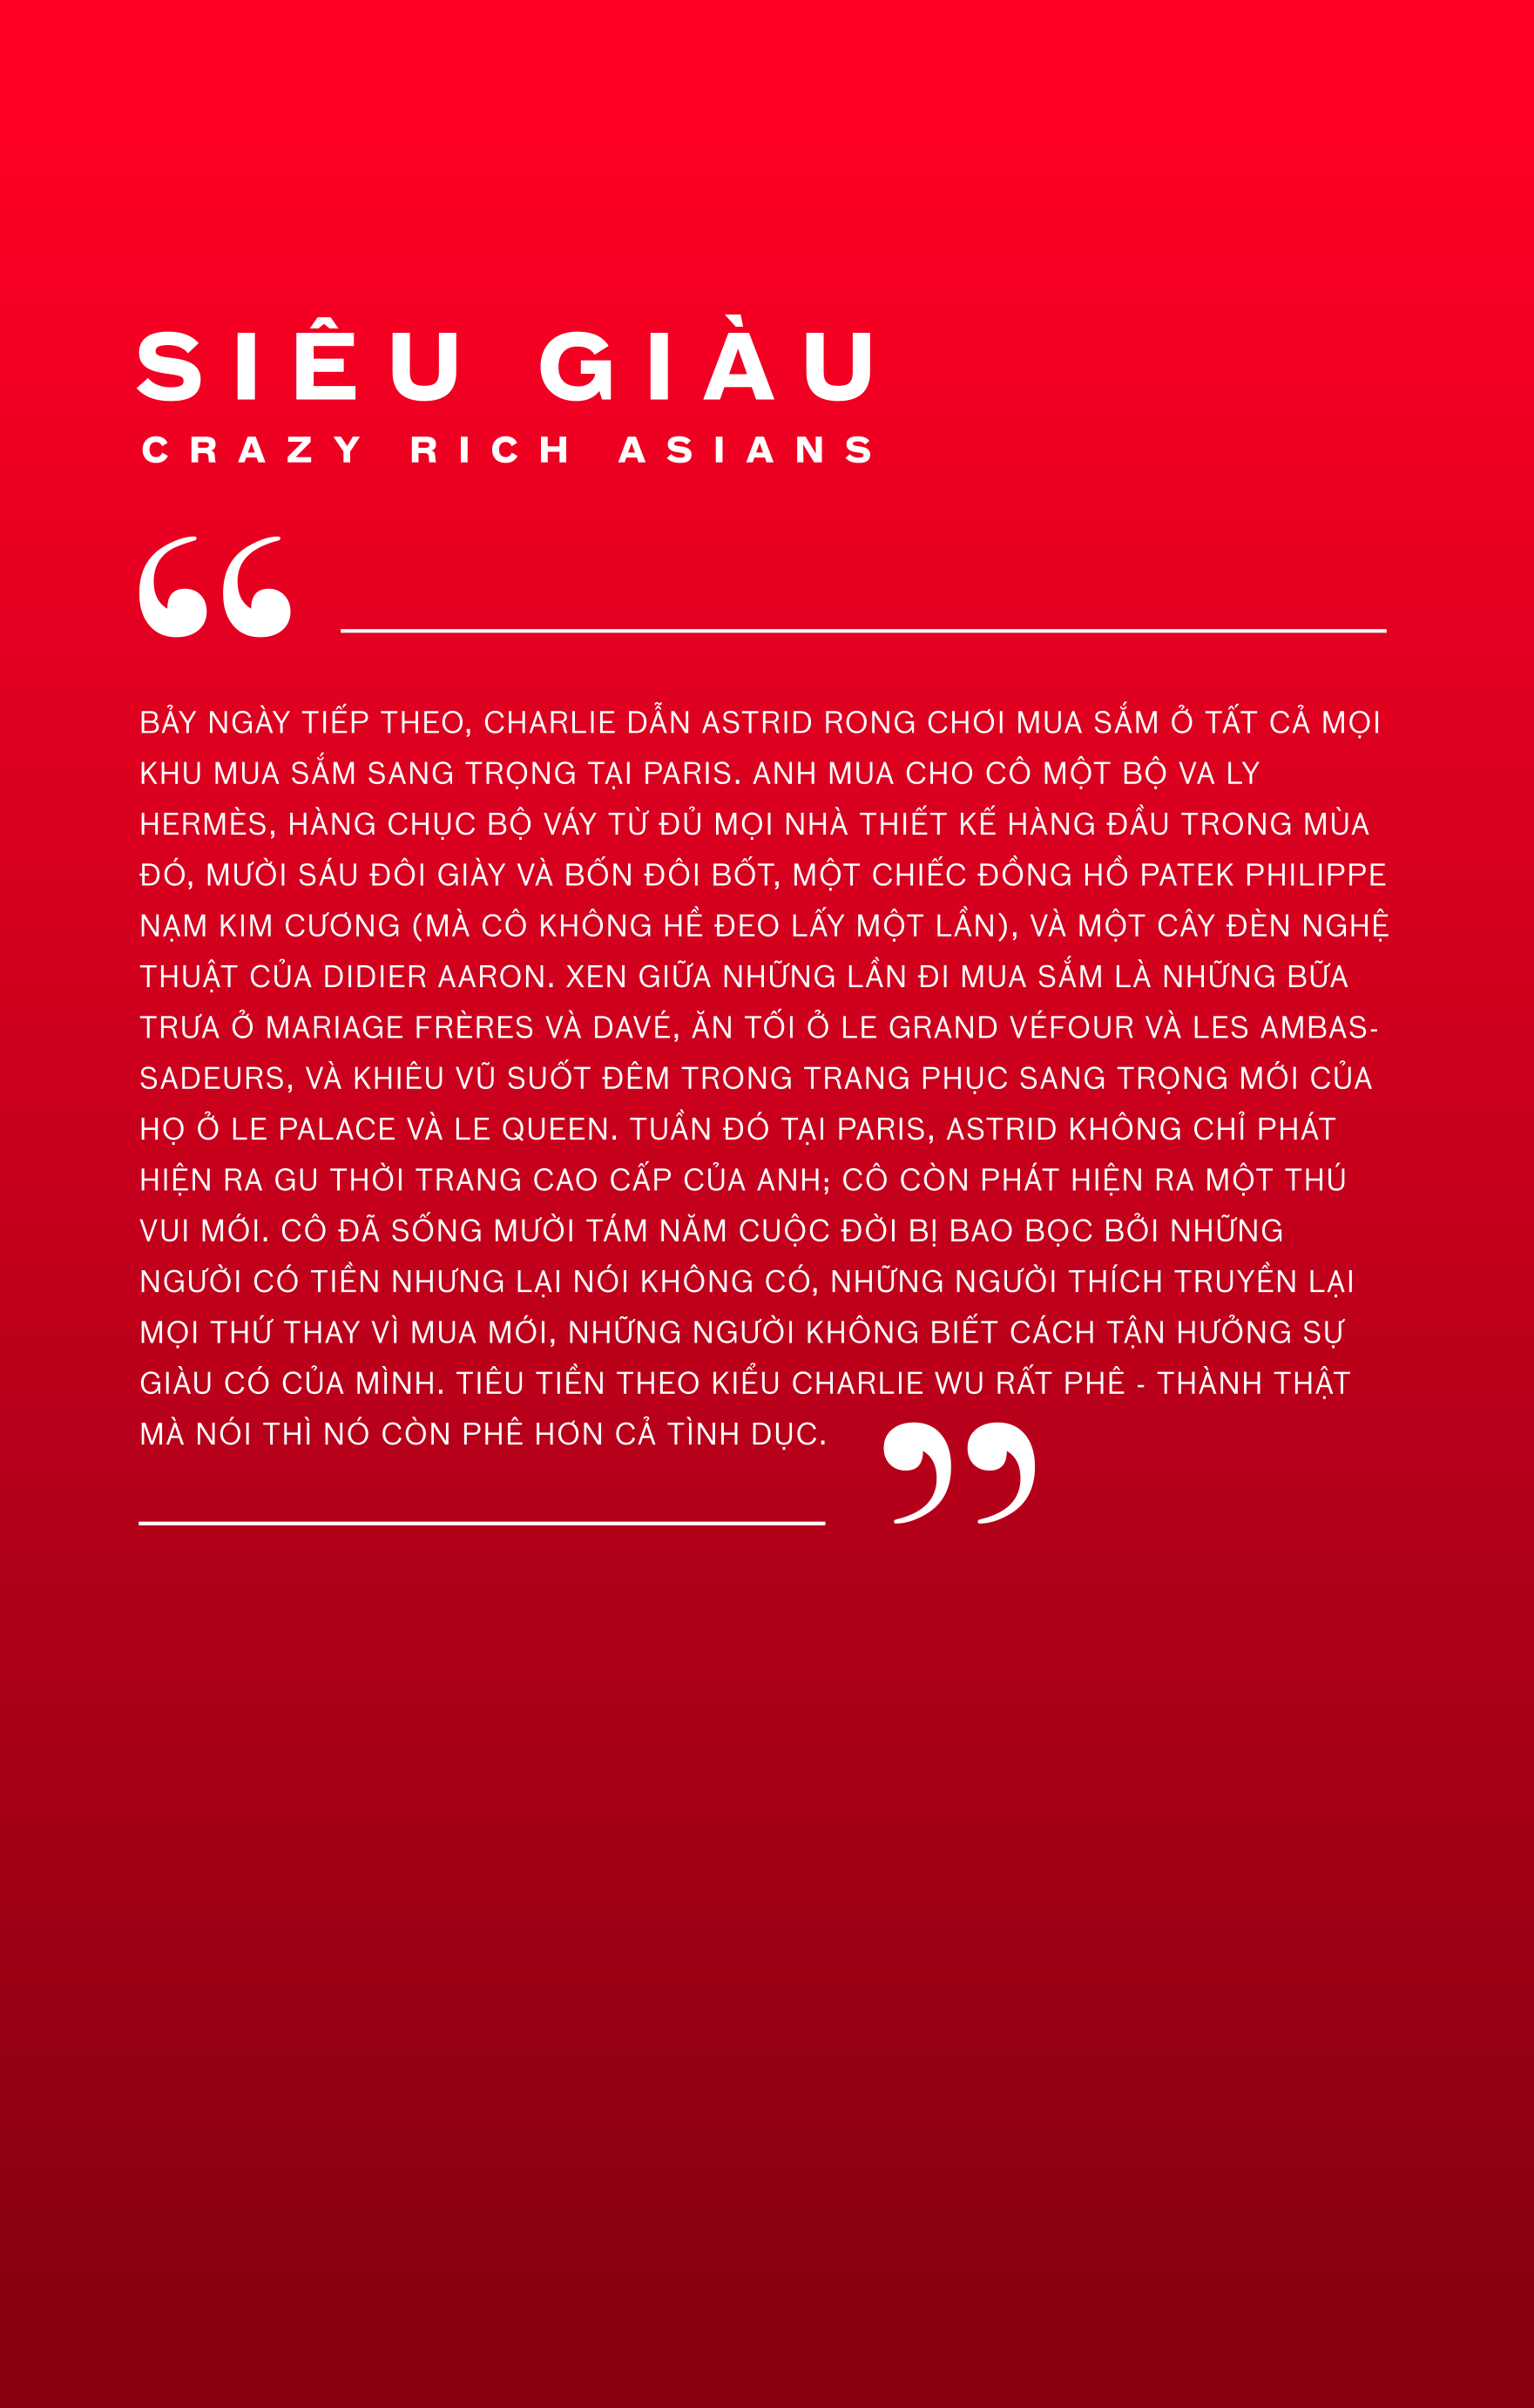 SIÊU GIÀU
CRAZY RICH ASIANS
“
BẢY NGÀY TIẾP THEO, CHARLIE DẪN ASTRID RONG CHƠI MUA SẮM Ở TẤT CẢ MỌI
KHU MUA SẮM SANG TRỌNG TẠI PARIS. ANH MUA CHO CÔ MỘT BỘ VA LY
HERMÈS, HÀNG CHỤC BỘ VÁY TỪ ĐỦ MỌI NHÀ THIẾT KẾ HÀNG ĐẦU TRONG MÙA
ĐÓ, MƯỜI SÁU ĐÔI GIÀY VÀ BỐN ĐÔI BỐT, MỘT CHIẾC ĐỒNG HỒ PATEK PHILIPPE
NẠM KIM CƯƠNG (MÀ CÔ KHÔNG HỀ ĐEO LẤY MỘT LẦN), VÀ MỘT CÂY ĐÈN NGHỆ
THUẬT CỦA DIDIER AARON. XEN GIỮA NHỮNG LẦN ĐI MUA SẮM LÀ NHỮNG BỮA
TRƯA Ở MARIAGE FRÈRES VÀ DAVÉ, ĂN TỐI Ở LE GRAND VÉFOUR VÀ LES AMBAS-
SADEURS, VÀ KHIÊU VŨ SUỐT ĐÊM TRONG TRANG PHỤC SANG TRỌNG MỚI CỦA
HỌ Ở LE PALACE VÀ LE QUEEN. TUẦN ĐÓ TẠI PARIS, ASTRID KHÔNG CHỈ PHÁT
HIỆN RA GU THỜI TRANG CAO CẤP CỦA ANH; CÔ CÒN PHÁT HIỆN RA MỘT THÚ
VUI MỚI. CÔ ĐÃ SỐNG MƯỜI TÁM NĂM CUỘC ĐỜI BỊ BAO BỌC BỞI NHỮNG
NGƯỜI CÓ TIỀN NHƯNG LẠI NÓI KHÔNG CÓ, NHỮNG NGƯỜI THÍCH TRUYỀN LẠI
MỌI THỨ THAY VÌ MUA MỚI, NHỮNG NGƯỜI KHÔNG BIẾT CÁCH TẬN HƯỞNG SỰ
GIÀU CÓ CỦA MÌNH. TIÊU TIỀN THEO KIỂU CHARLIE WU RẤT PHÊ - THÀNH THẬT
MÀ NÓI THÌ NÓ CÒN PHÊ HƠN CẢ TÌNH DỤC.
”